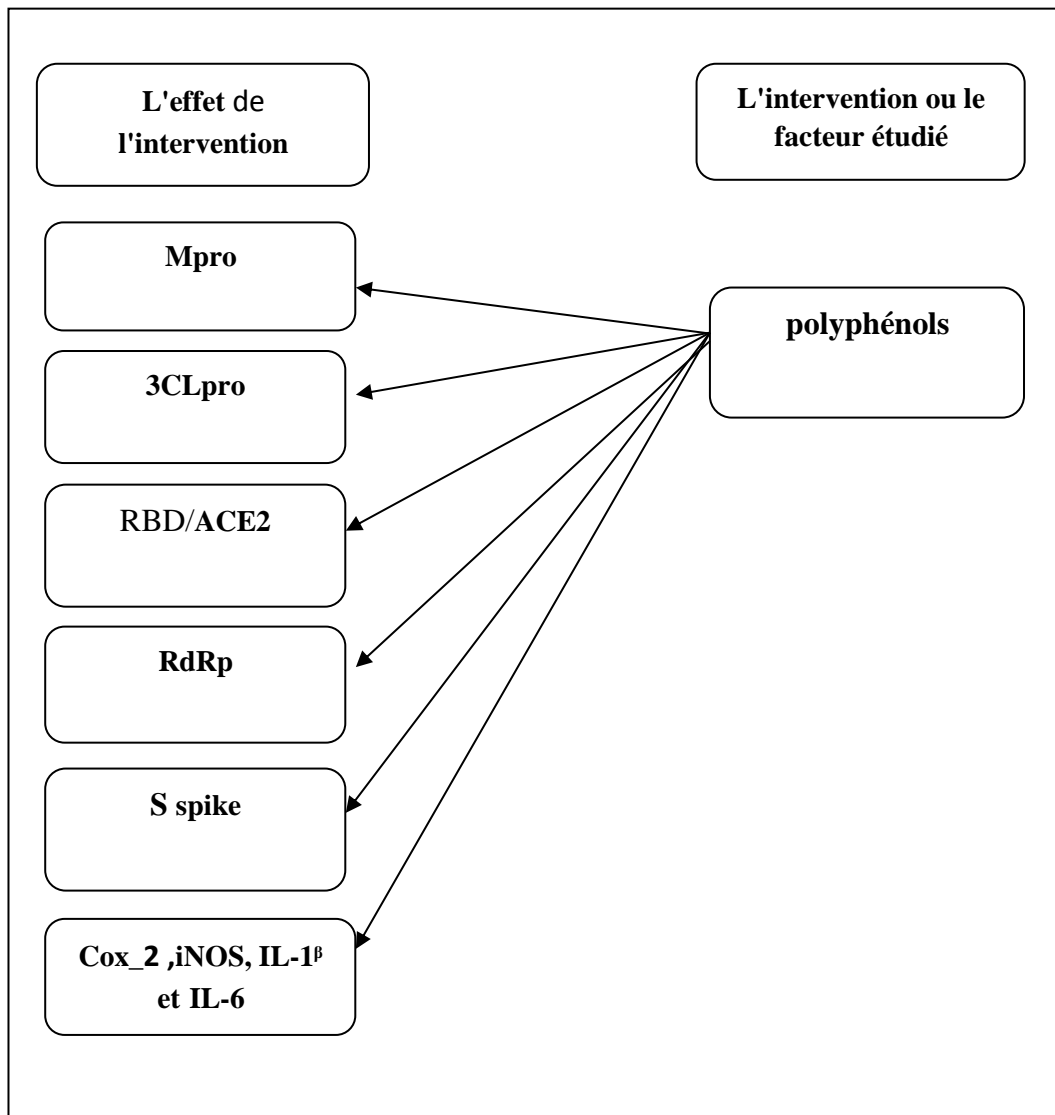 L'effet de
l'intervention
L'intervention ou le
facteur étudié
Mpro
polyphénols
3CLpro
RBD/ACE2
RdRp
S spike
Cox_2 ,iNOS, IL-1ᵝ
et IL-6